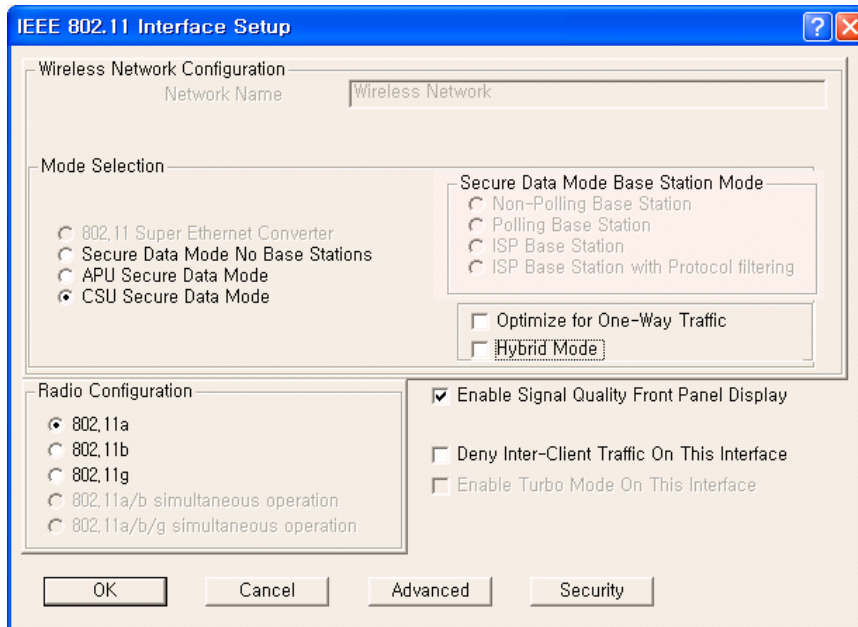 IEEE 802.11 Interface Setup
Wireless Network Configuration
Network Name
Wireless Network
Mode Selection
802,11 Super Ethernet Converter
Secure Data Mode No Base Stations
APU Secure Data Mode
CSU Secure Data Mode
Secure Data Mode Base Station Mode
Non-Polling Base Station
Polling Base Station
ISP Base Station
ISP Base Station with Protocol filtering
Optimize for One-Way Traffic
Hybrid Mode
Radio Configuration
802,11a
802,11b
802,11g
802,11a/b simultaneous operation
802,11a/b/g simultaneous operation
Enable Signal Quality Front Panel Display
Deny Inter-Client Traffic On This Interface
Enable Turbo Mode On This Interface
OK
Cancel
Advanced
Security